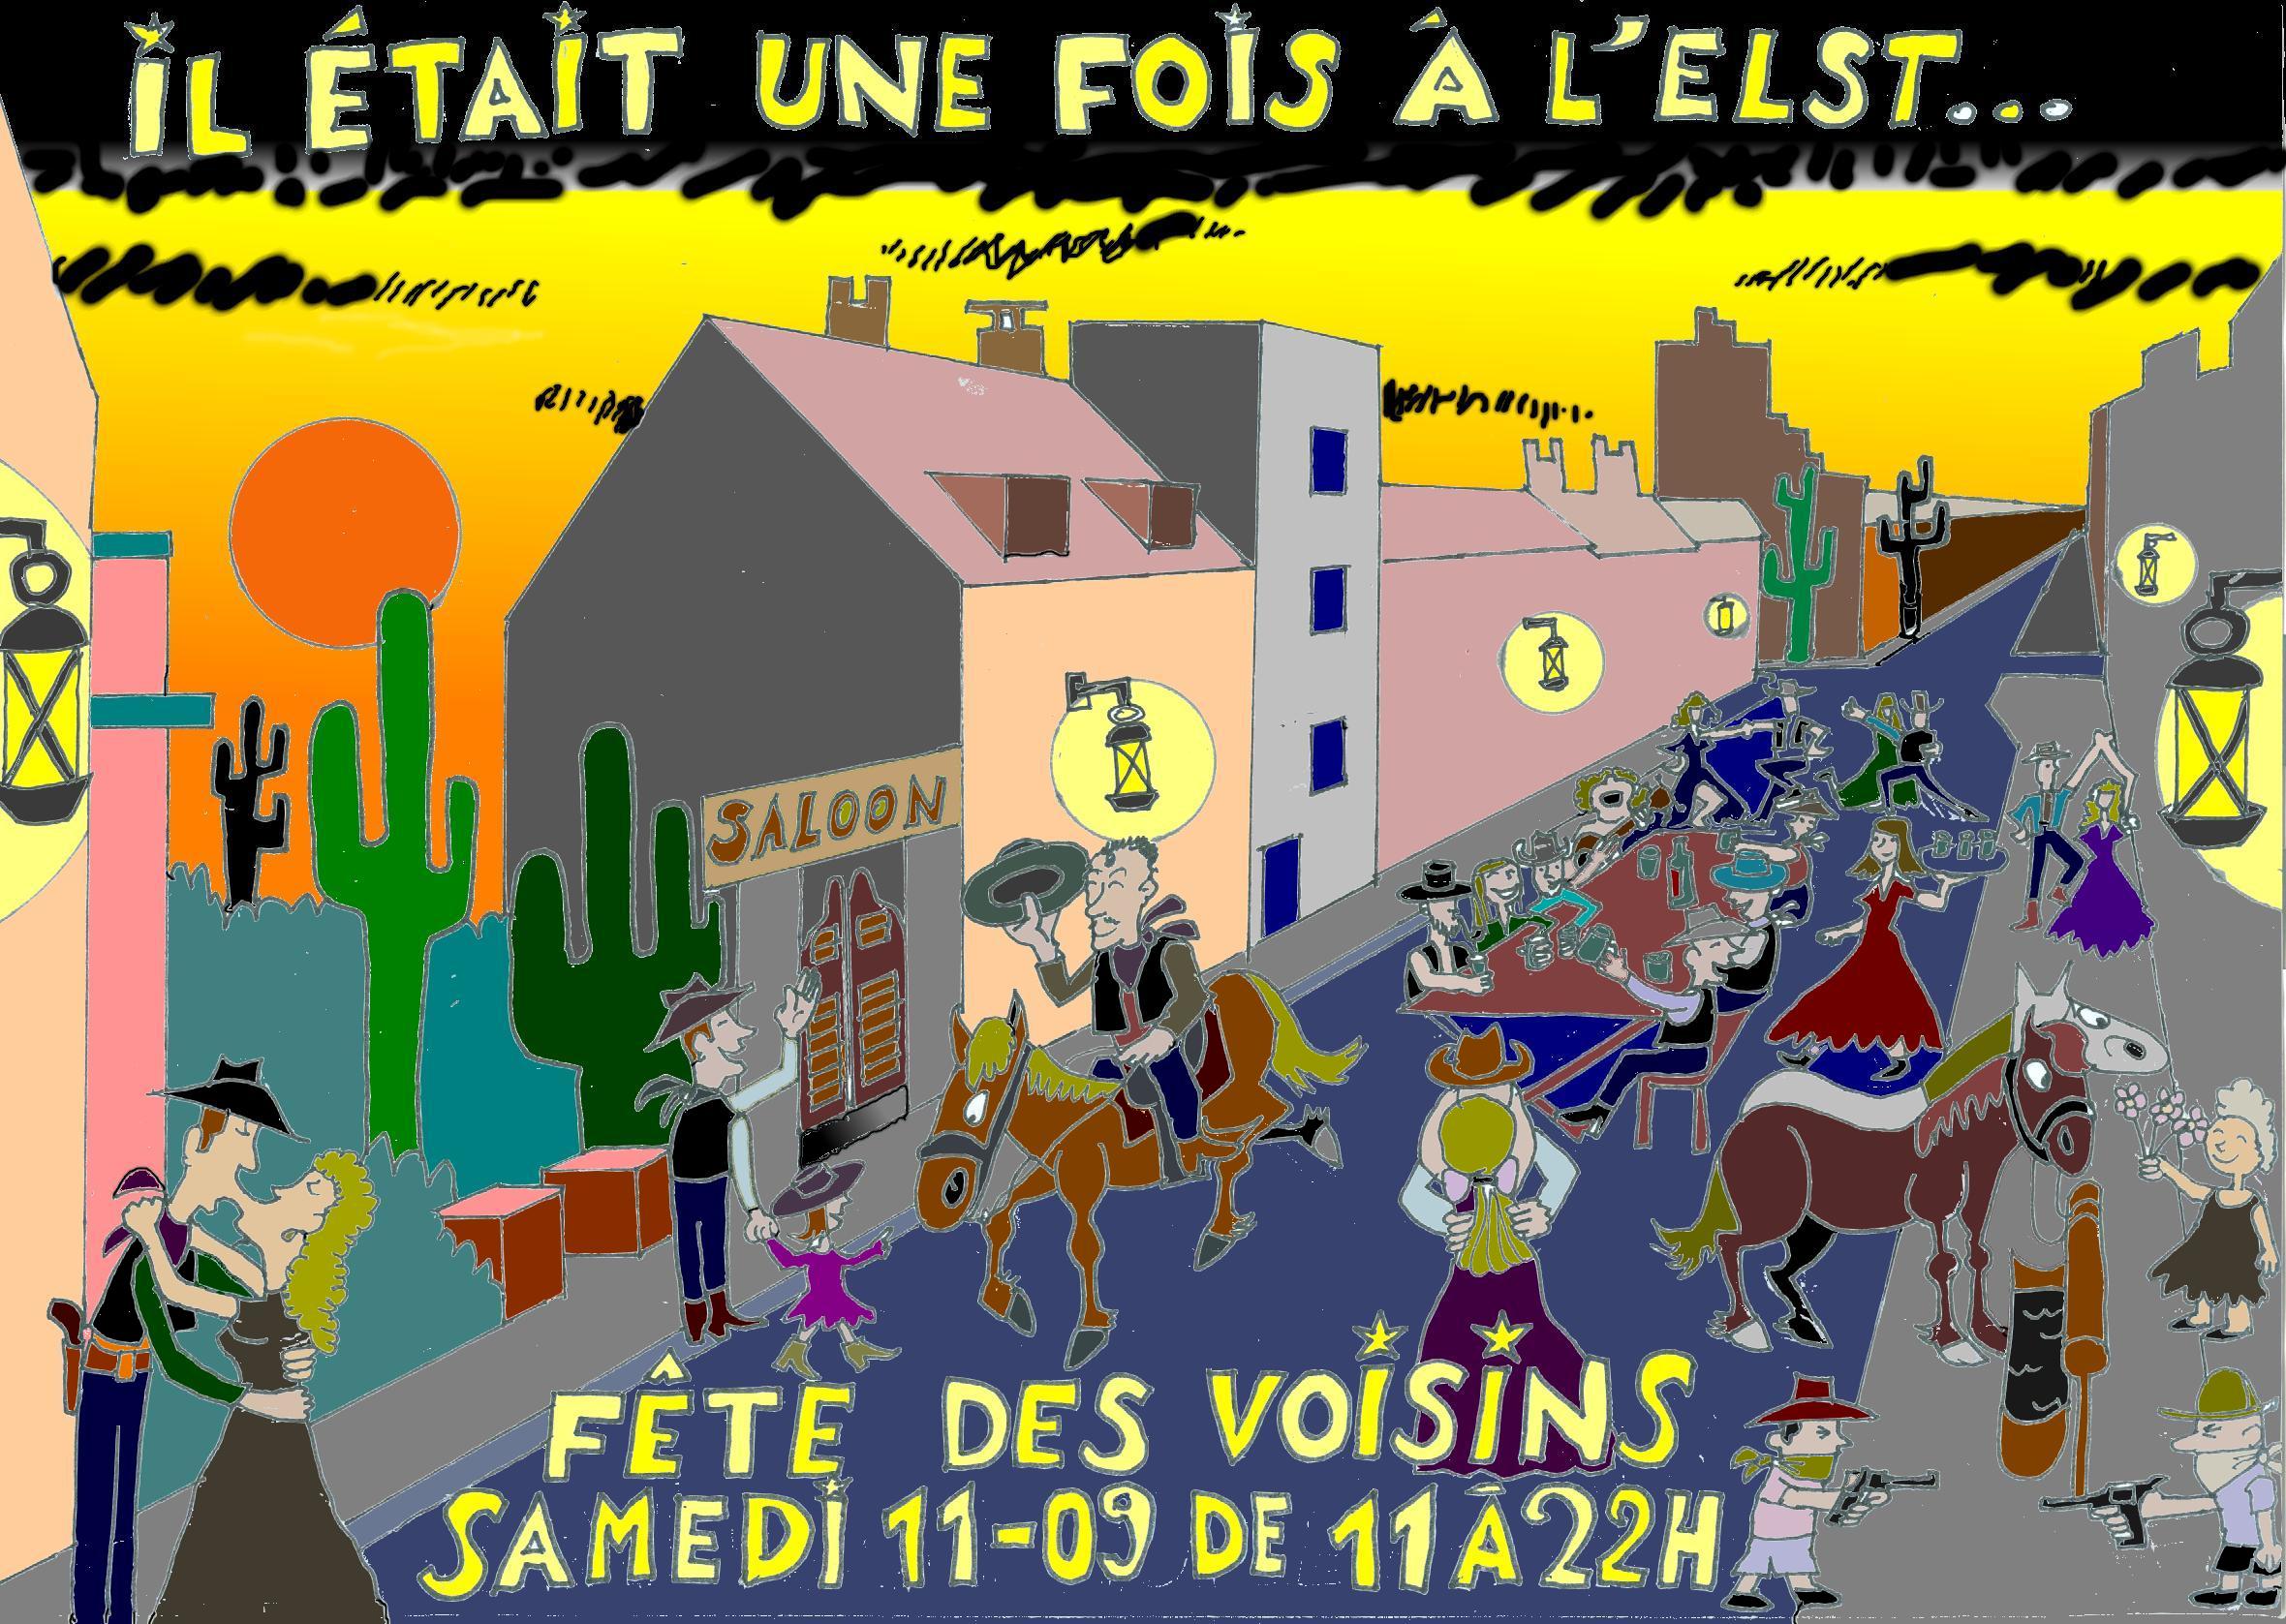 IL ÉTAIT UNE FOIS À L'ELST...
SALOON
FÊTE DES VOISINS
SAMEDI 11-09 DE 11 À 22H